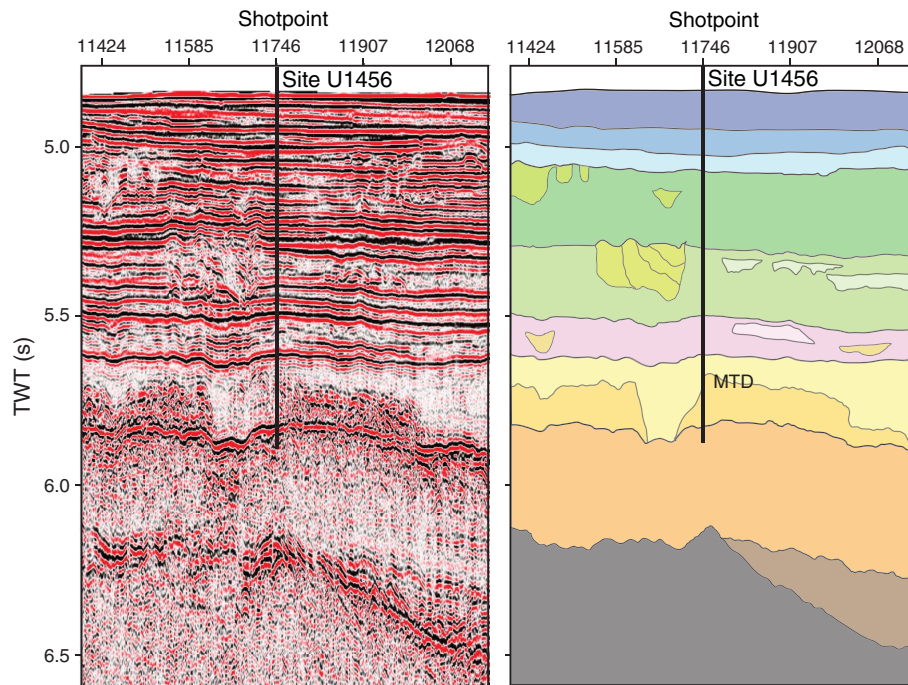 Shotpoint Shotpoint
11424 11585 11746 11907 12068 11424 11585 11746 11907 12068
Site U1456 Site U1456
5.0
5.5
MTD
TWT (s)
6.0
6.5